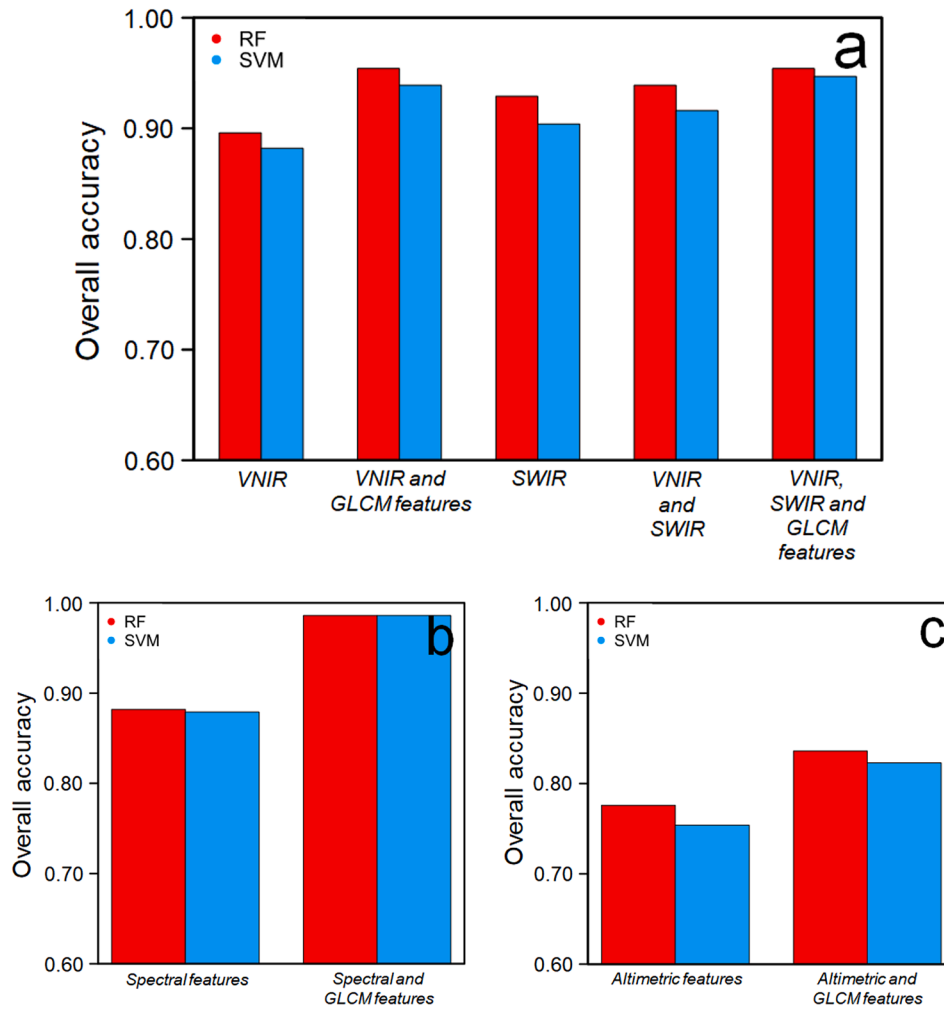 a
RF
SVM
Overall accuracy
1.00
0.90
0.80
0.70
0.60
VNIR
VNIR and
GLCM features
SWIR
VNIR
and
SWIR
VNIR,
SWIR and
GLCM
features
b
RF
SVM
Overall accuracy
1.00
0.90
0.80
0.70
0.60
Spectral features
Spectral and
GLCM features
c
RF
SVM
Overall accuracy
1.00
0.90
0.80
0.70
0.60
Altimetric features
Altimetric and
GLCM features